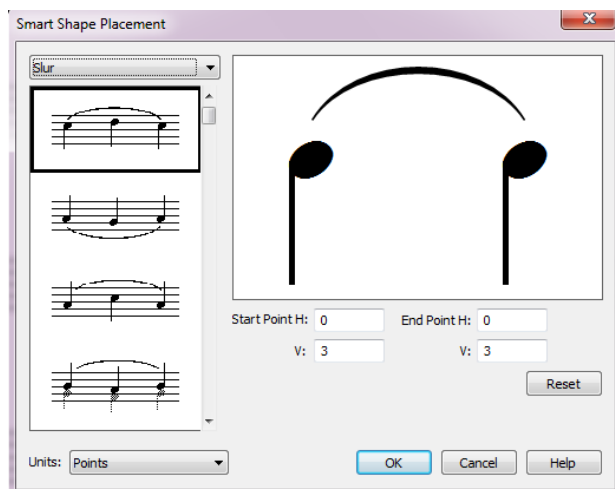 Smart Shape Placement
Slur
Start Point H: 0 End Point H: 0
V: 3 V: 3
Reset
Units: Points OK Cancel Help